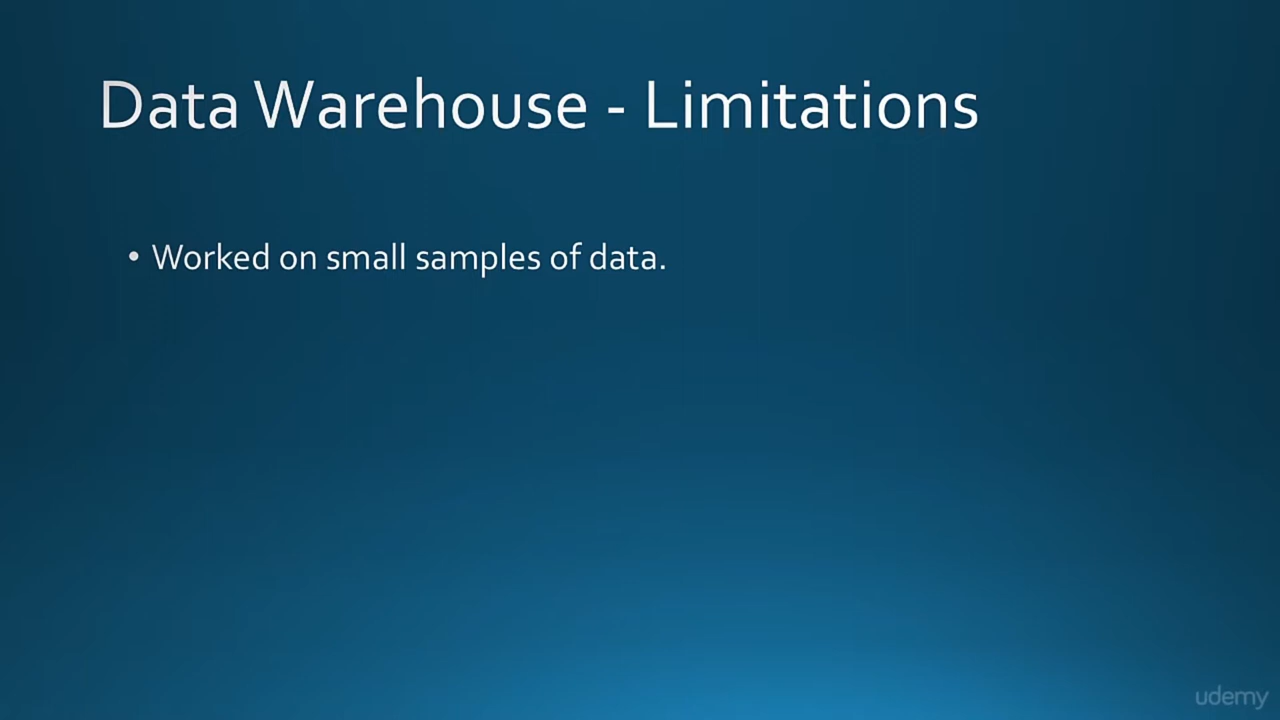 Data Warehouse - Limitations
• Worked on small samples of data.
udemy